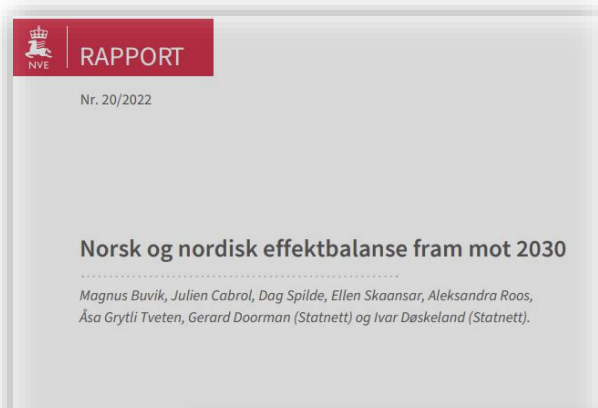 NVE
RAPPORT
Nr. 20/2022
Norsk og nordisk effektbalanse fram mot 2030
Magnus Buvik, Julien Cabrol, Dag Spilde, Ellen Skaansar, Aleksandra Roos,
Åsa Grytli Tveten, Gerard Doorman (Statnett) og Ivar Døskeland (Statnett).